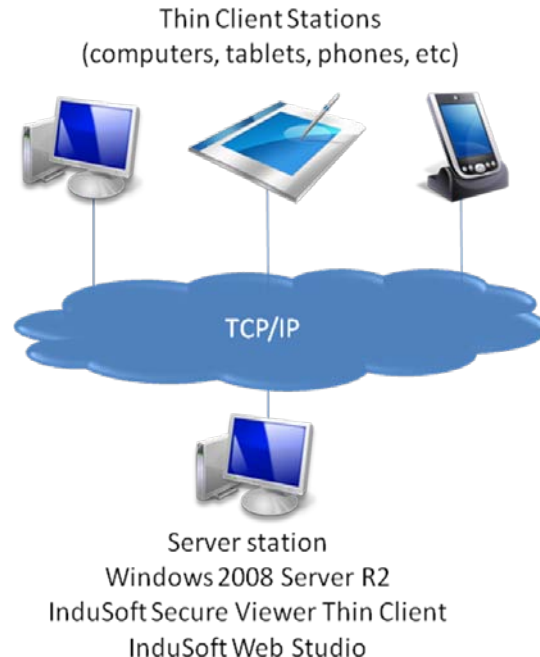 Thin Client Stations
(computers, tablets, phones, etc)
TCP/IP
Server station
Windows 2008 Server R2
InduSoft Secure Viewer Thin Client
InduSoft Web Studio